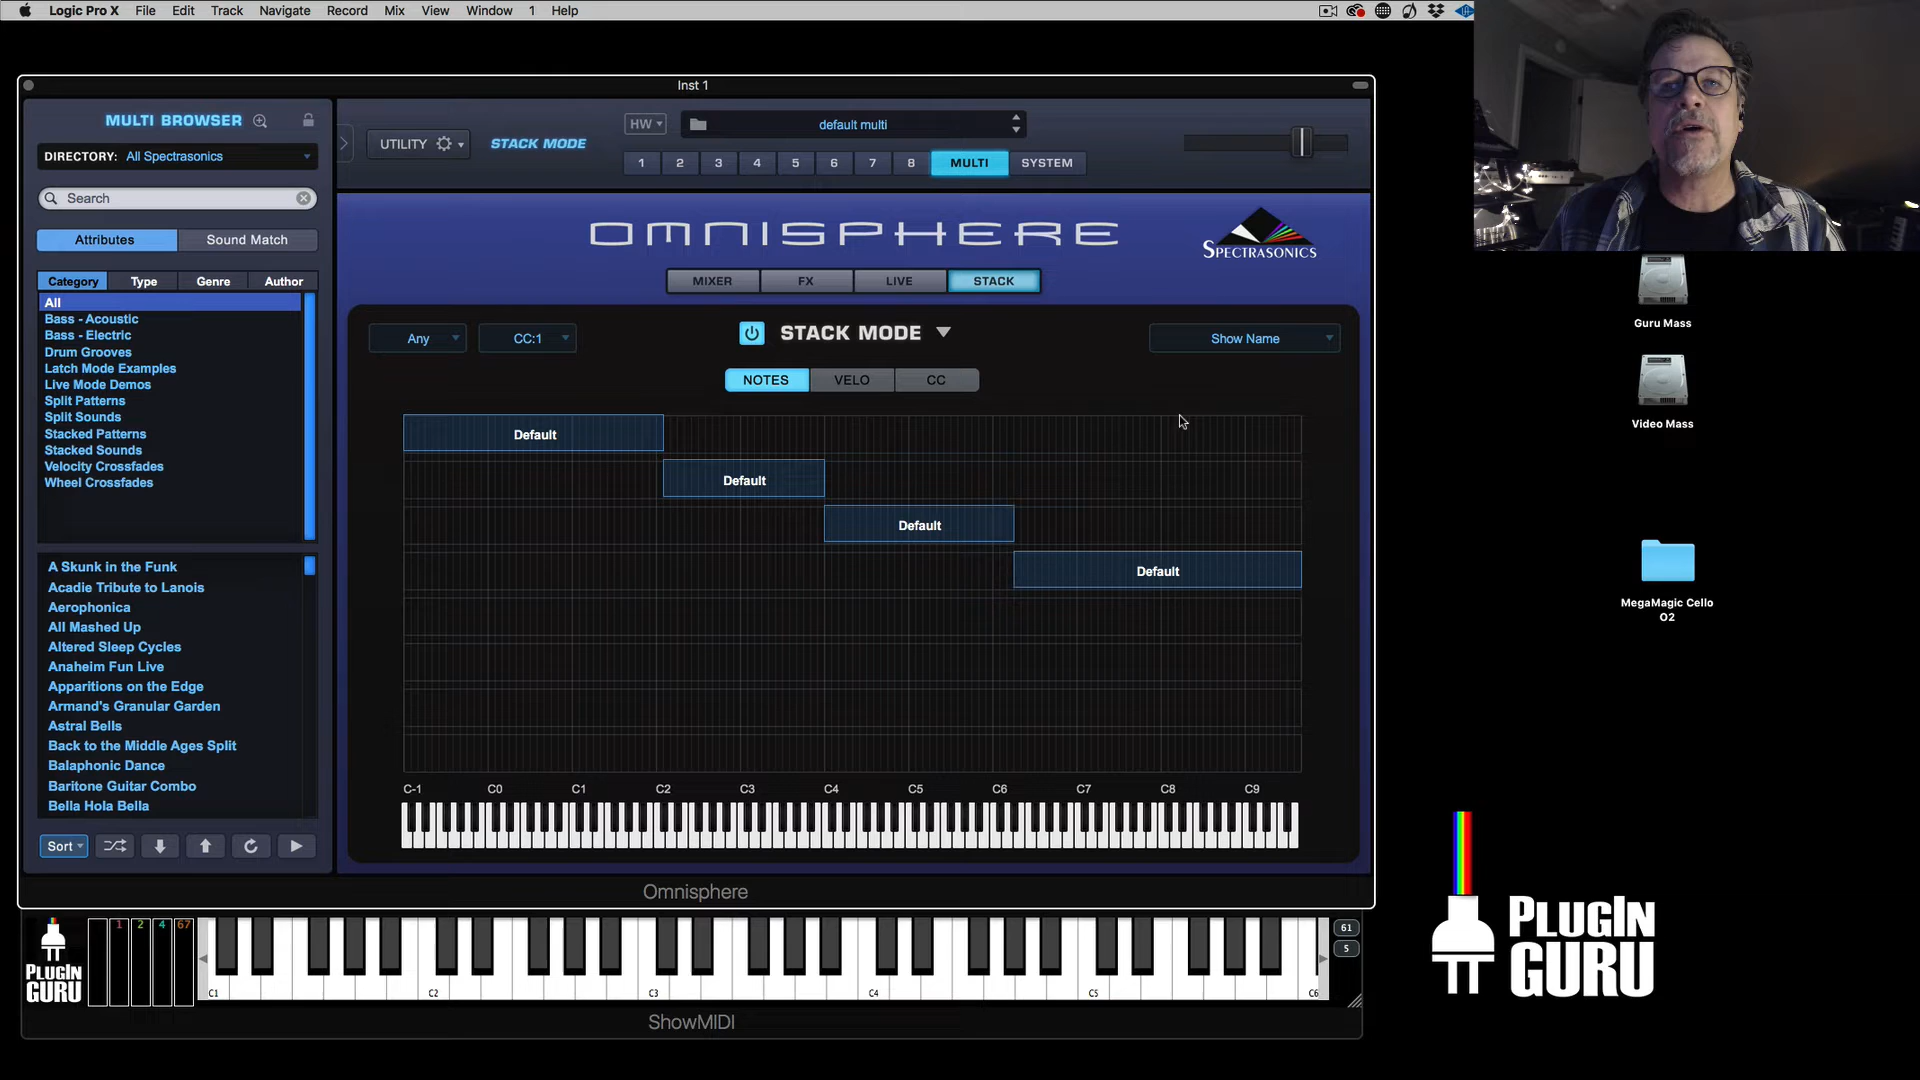 Logic Pro X File Edit Track Navigate Record Mix View Window 1 Help
Inst 1
MULTI BROWSER
DIRECTORY: All Spectrasonics
Search
Attributes Sound Match
Category Type Genre Author
All
Bass - Acoustic
Bass - Electric
Drum Grooves
Latch Mode Examples
Live Mode Demos
Split Patterns
Split Sounds
Stacked Patterns
Stacked Sounds
Velocity Crossfades
Wheel Crossfades
A Skunk in the Funk
Acadie Tribute to Lanois
Aerophonica
All Mashed Up
Altered Sleep Cycles
Anaheim Fun Live
Apparitions on the Edge
Armand's Granular Garden
Astral Bells
Back to the Middle Ages Split
Balaphonic Dance
Baritone Guitar Combo
Bella Hola Bella
Sort
UTILITY STACK MODE
HW default multi
1 2 3 4 5 6 7 8 MULTI SYSTEM
OMNISPHERE
SPECTRASONICS
MIXER FX LIVE STACK
Any CC:1 STACK MODE Show Name
NOTES VELO CC
Default
Default
Default
Default
C-1 C0 C1 C2 C3 C4 C5 C6 C7 C8 C9
Omnisphere
1 2 4 67
PLUGIN
GURU
C1 C2 C3 C4 C5 C6
61
5
ShowMIDI
Guru Mass
Video Mass
MegaMagic Cello
O2
PLUGIN
GURU